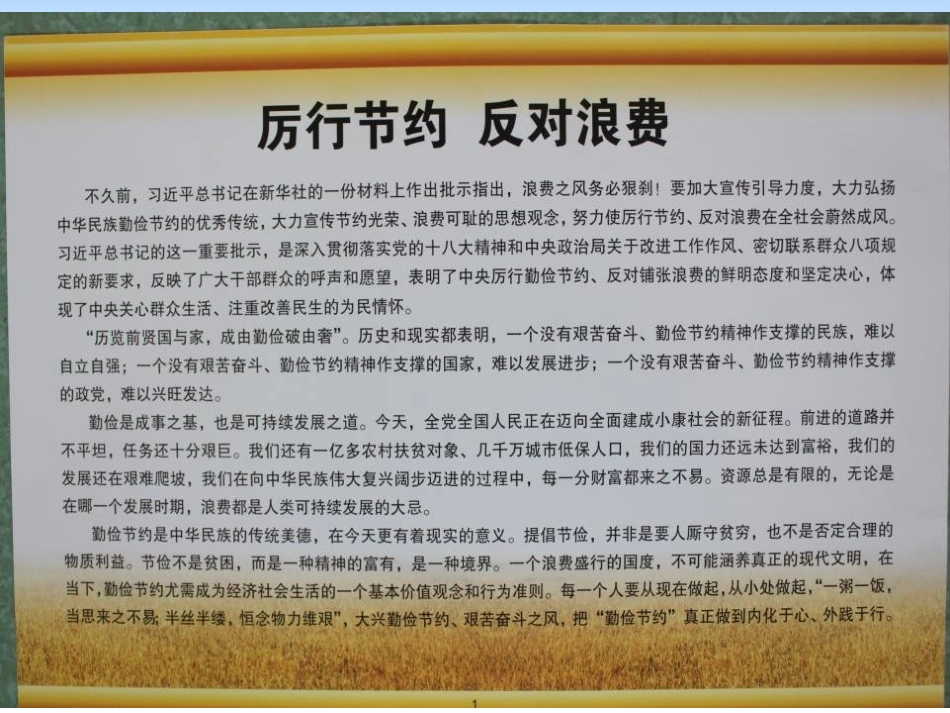 厉行节约 反对浪费
不久前，习近平总书记在新华社的一份材料上作出批示指出，浪费之风务必狠刹！要加大宣传引导力度，大力弘扬
中华民族勤俭节约的优秀传统，大力宣传节约光荣、浪费可耻的思想观念，努力使厉行节约、反对浪费在全社会蔚然成风。
习近平总书记的这一重要批示，是深入贯彻落实党的十八大精神和中央政治局关于改进工作作风、密切联系群众八项规
定的新要求，反映了广大干部群众的呼声和愿望，表明了中央厉行勤俭节约、反对铺张浪费的鲜明态度和坚定决心，体
现了中央关心群众生活、注重改善民生的为民情怀。
“历览前贤国与家，成由勤俭破由奢”。历史和现实都表明，一个没有艰苦奋斗、勤俭节约精神作支撑的民族，难以
自立自强；一个没有艰苦奋斗、勤俭节约精神作支撑的国家，难以发展进步；一个没有艰苦奋斗、勤俭节约精神作支撑
的政党，难以兴旺发达。
勤俭是成事之基，也是可持续发展之道。今天，全党全国人民正在迈向全面建成小康社会的新征程。前进的道路并
不平坦，任务还十分艰巨。我们还有一亿多农村扶贫对象、几千万城市低保人口，我们的国力还远未达到富裕，我们的
发展还在艰难爬坡，我们在向中华民族伟大复兴阔步迈进的过程中，每一分财富都来之不易。资源总是有限的，无论是
在哪一个发展时期，浪费都是人类可持续发展的大忌。
勤俭节约是中华民族的传统美德，在今天更有着现实的意义。提倡节俭，并非是要人厮守贫穷，也不是否定合理的
物质利益。节俭不是贫困，而是一种精神的富有，是一种境界。一个浪费盛行的国度，不可能涵养真正的现代文明，在
当下，勤俭节约尤需成为经济社会生活的一个基本价值观念和行为准则。每一个人要从现在做起，从小处做起，“一粥一饭，
当思来之不易；半丝半缕，恒念物力维艰”，大兴勤俭节约、艰苦奋斗之风，把“勤俭节约”真正做到内化于心、外践于行。
1